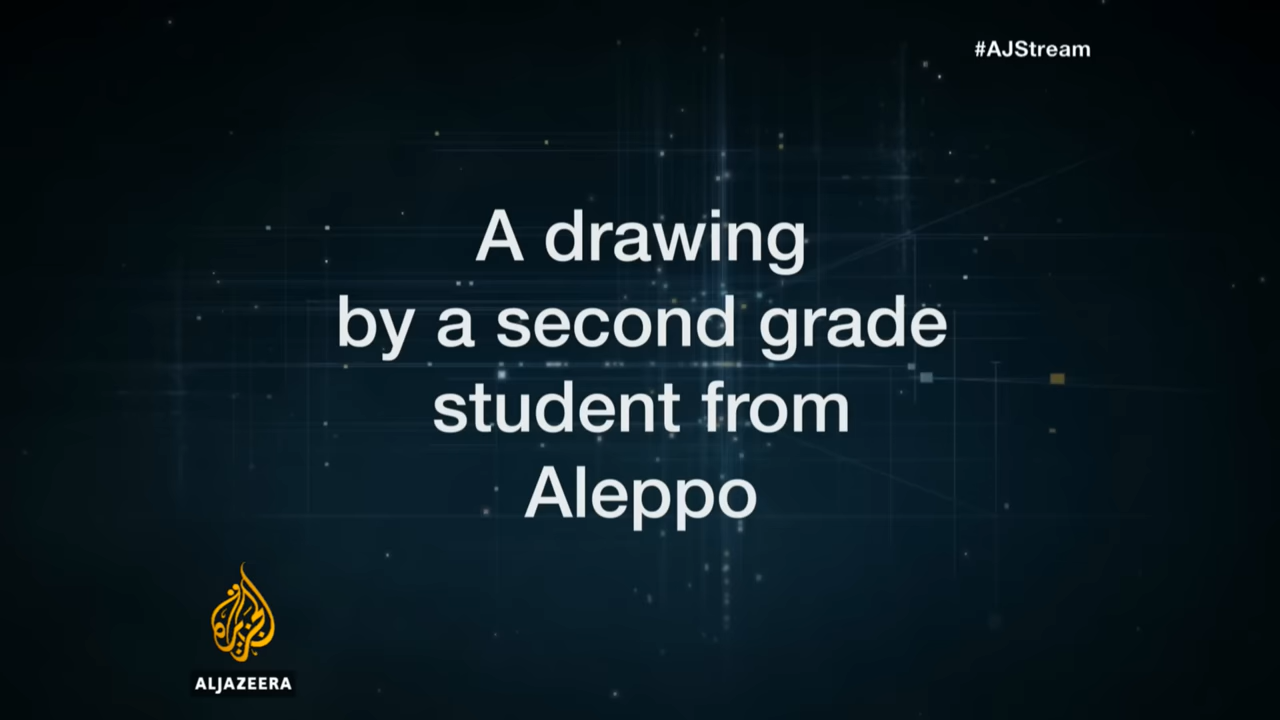 #AJStream
A drawing
by a second grade
student from
Aleppo
الجزيرة
ALJAZEERA